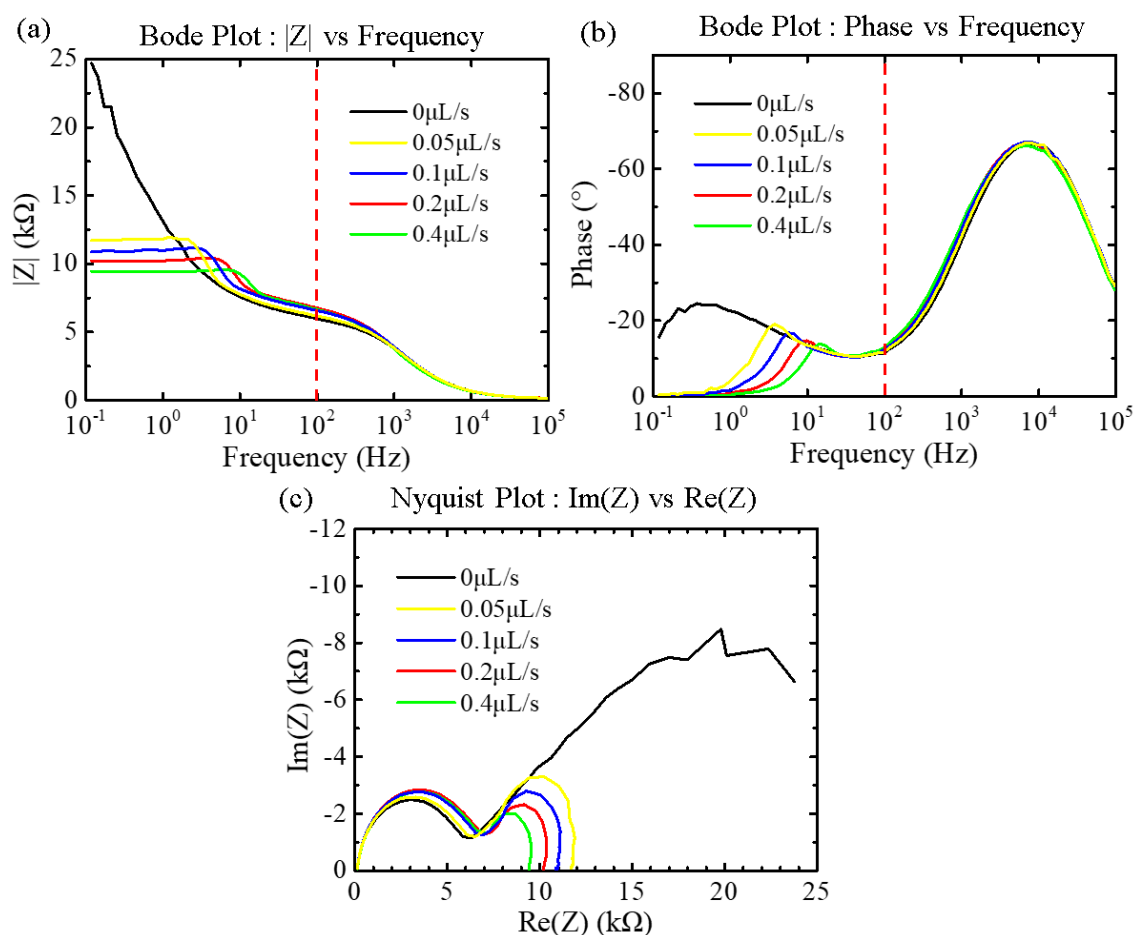 (a)
Bode Plot : |Z| vs Frequency
25
20
15
10
5
0
|Z| (kΩ)
0µL/s
0.05µL/s
0.1µL/s
0.2µL/s
0.4µL/s
10⁻¹ 10⁰ 10¹ 10² 10³ 10⁴ 10⁵
Frequency (Hz)
(b)
Bode Plot : Phase vs Frequency
-80
-60
-40
-20
0
Phase (°)
0µL/s
0.05µL/s
0.1µL/s
0.2µL/s
0.4µL/s
10⁻¹ 10⁰ 10¹ 10² 10³ 10⁴ 10⁵
Frequency (Hz)
(c)
Nyquist Plot : Im(Z) vs Re(Z)
-12
-10
-8
-6
-4
-2
0
Im(Z) (kΩ)
0µL/s
0.05µL/s
0.1µL/s
0.2µL/s
0.4µL/s
0 5 10 15 20 25
Re(Z) (kΩ)